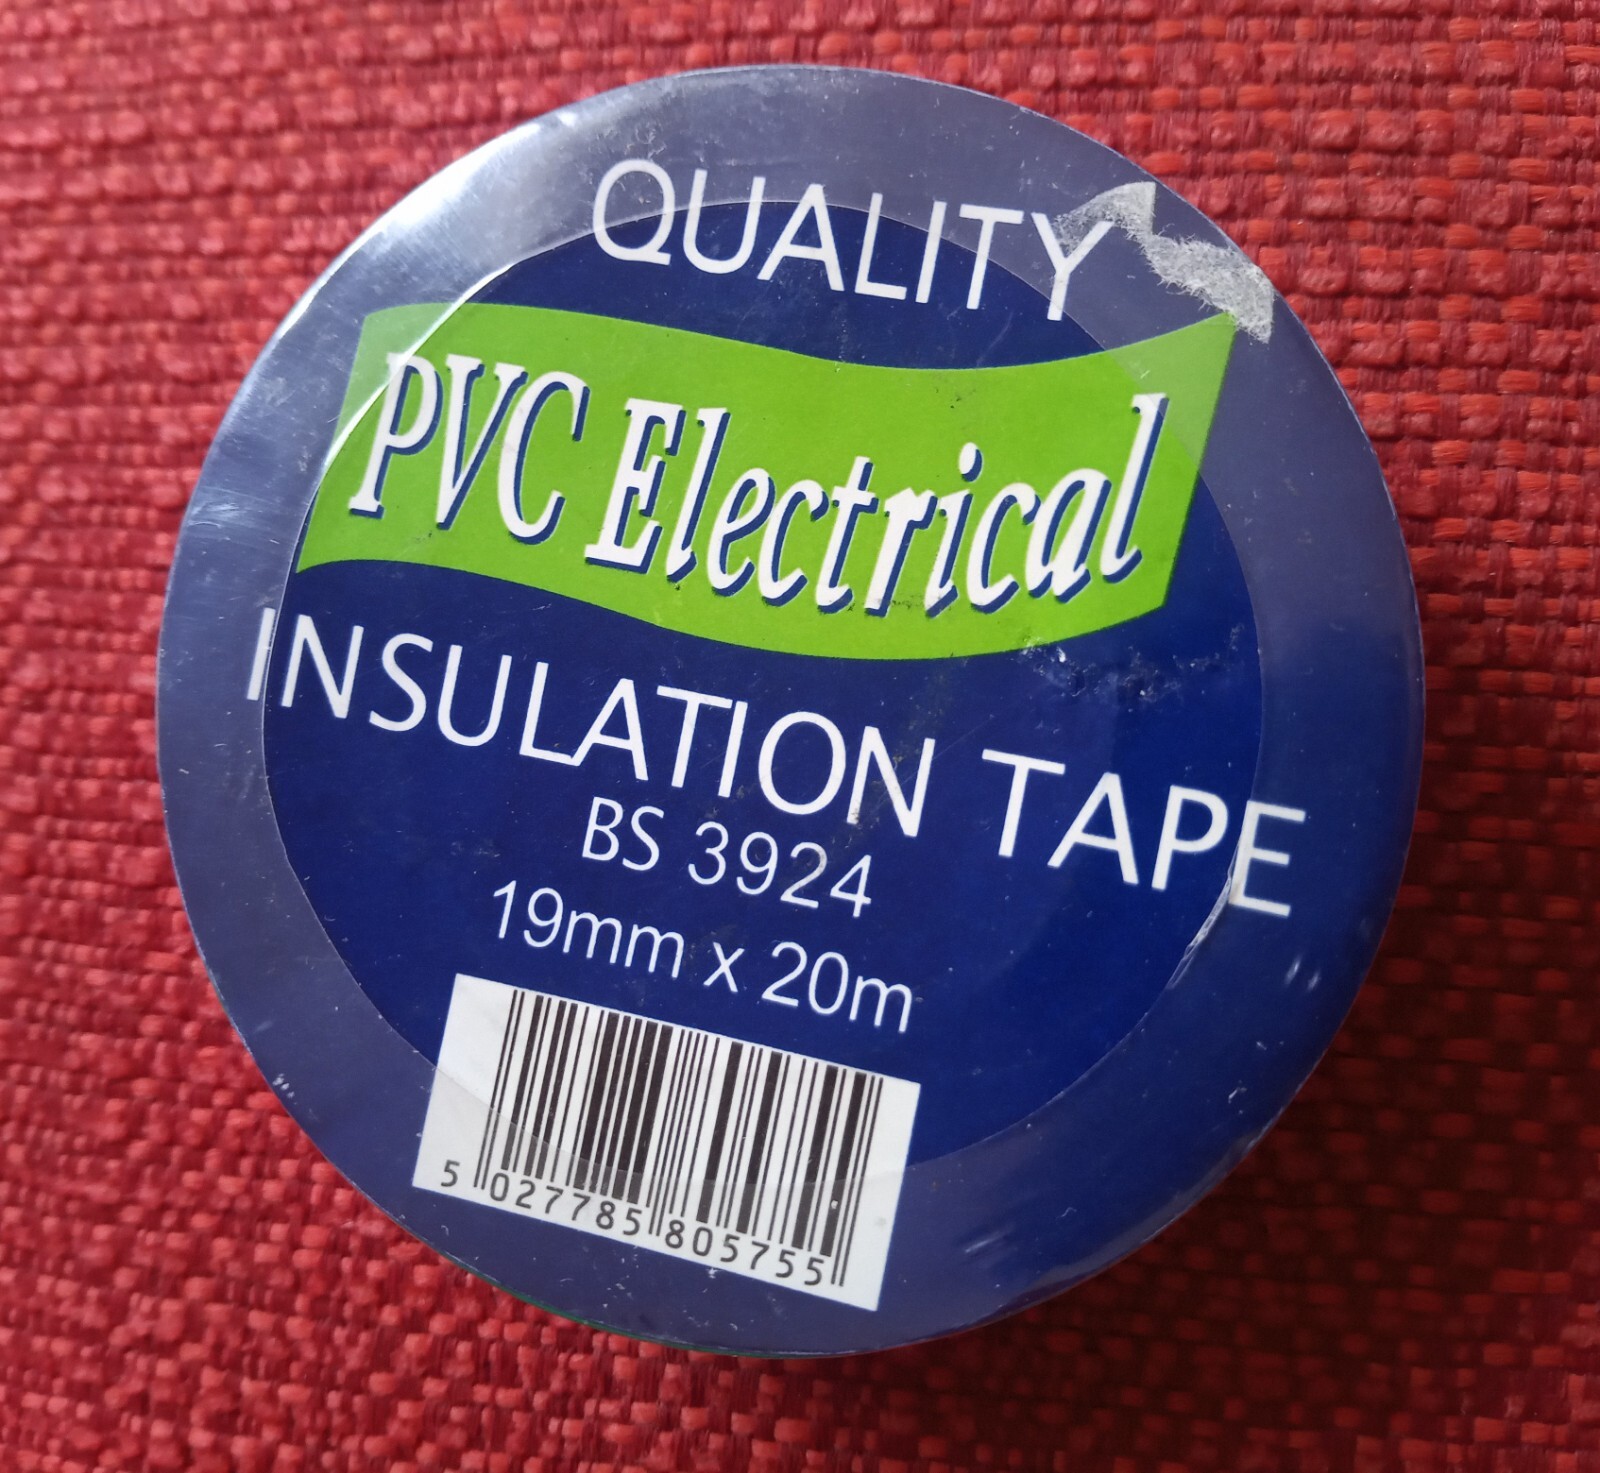 QUALITY
PVC Electrical
INSULATION TAPE
BS 3924
19mm x 20m
5 027785 805755